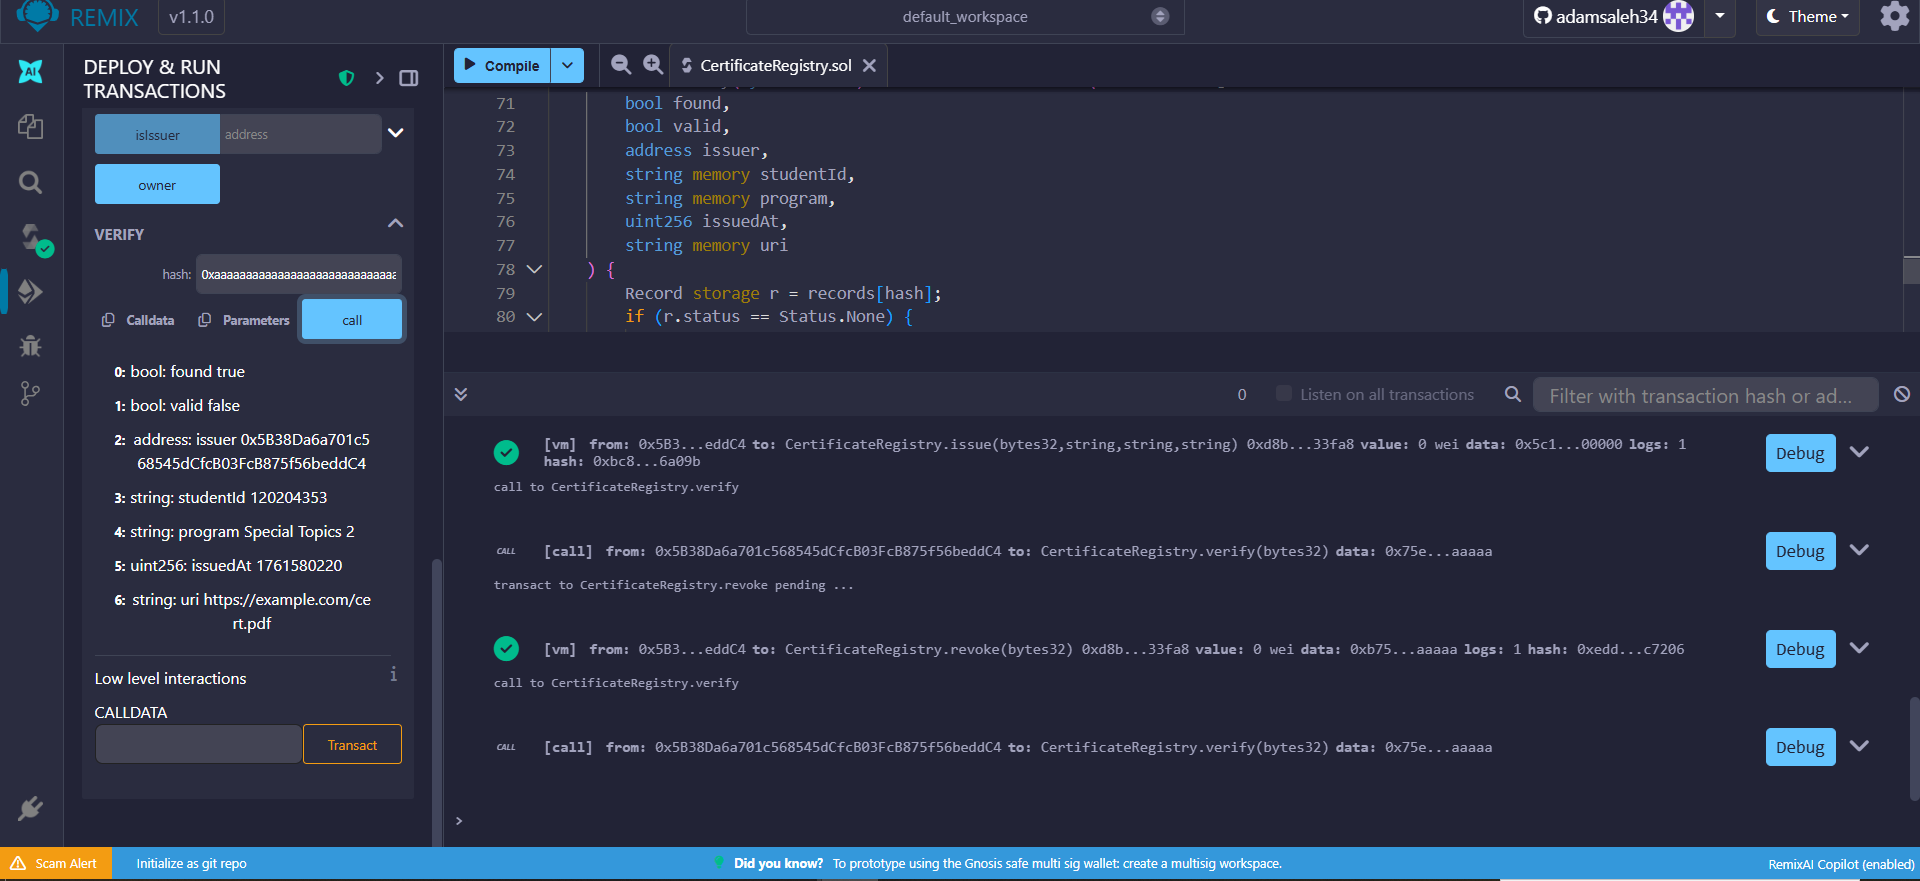 REMIX v1.1.0
default_workspace
adamsaleh34
Theme
AI
DEPLOY & RUN
TRANSACTIONS
isIssuer address
owner
VERIFY
hash:
Calldata Parameters call
0: bool: found true
1: bool: valid false
2: address: issuer 0x5B38Da6a701c5
68545dCfcB03FcB875f56beddC4
3: string: studentId 120204353
4: string: program Special Topics 2
5: uint256: issuedAt 1761580220
6: string: uri https://example.com/ce
rt.pdf
Low level interactions i
CALLDATA
Transact
Compile
CertificateRegistry.sol
71 bool found,
72 bool valid,
73 address issuer,
74 string memory studentId,
75 string memory program,
76 uint256 issuedAt,
77 string memory uri
78 ) {
79 Record storage r = records[hash];
80 if (r.status == Status.None) {
0 Listen on all transactions Filter with transaction hash or ad...
[vm] from: 0x5B3...eddC4 to: CertificateRegistry.issue(bytes32,string,string,string) 0xd8b...33fa8 value: 0 wei data: 0x5c1...00000 logs: 1
hash: 0xbc8...6a09b
Debug
call to CertificateRegistry.verify
CALL [call] from: 0x5B38Da6a701c568545dCfcB03FcB875f56beddC4 to: CertificateRegistry.verify(bytes32) data: 0x75e...aaaaa
Debug
transact to CertificateRegistry.revoke pending ...
[vm] from: 0x5B3...eddC4 to: CertificateRegistry.revoke(bytes32) 0xd8b...33fa8 value: 0 wei data: 0xb75...aaaaa logs: 1 hash: 0xedd...c7206
Debug
call to CertificateRegistry.verify
CALL [call] from: 0x5B38Da6a701c568545dCfcB03FcB875f56beddC4 to: CertificateRegistry.verify(bytes32) data: 0x75e...aaaaa
Debug
>
Scam Alert Initialize as git repo Did you know? To prototype using the Gnosis safe multi sig wallet: create a multisig workspace. RemixAI Copilot (enabled)